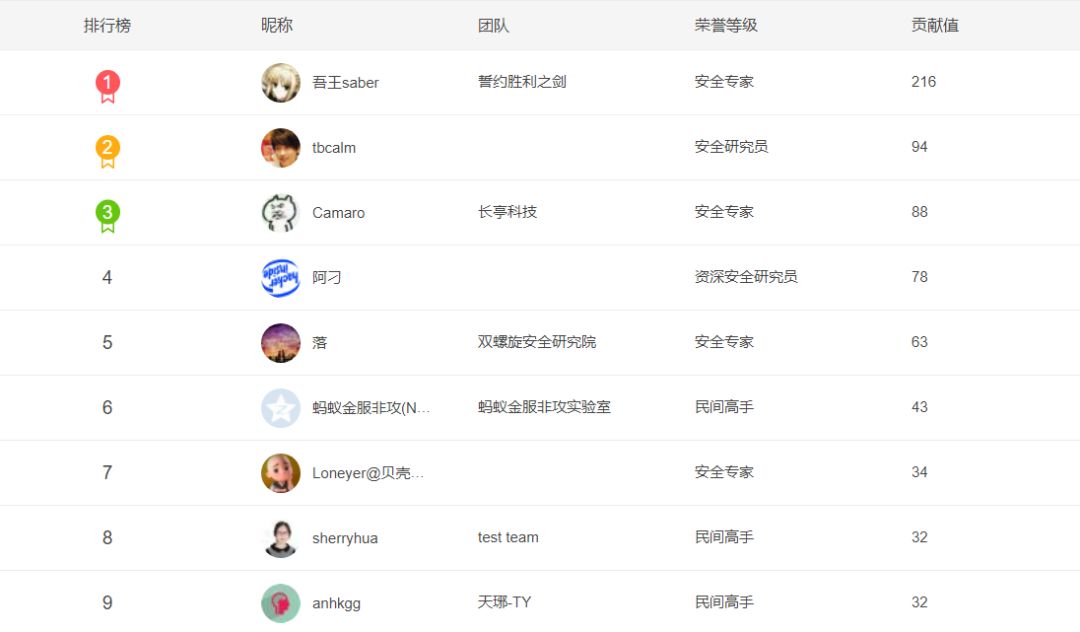 排行榜 昵称 团队 荣誉等级 贡献值
1 吾王saber 誓约胜利之剑 安全专家 216
2 tbcalm 安全研究员 94
3 Camaro 长亭科技 安全专家 88
4 hacker inside 阿刁 资深安全研究员 78
5 落 双螺旋安全研究院 安全专家 63
6 蚂蚁金服非攻(N... 蚂蚁金服非攻实验室 民间高手 43
7 Loneyer@贝壳... 安全专家 34
8 sherryhua test team 民间高手 32
9 anhkgg 天琊-TY 民间高手 32